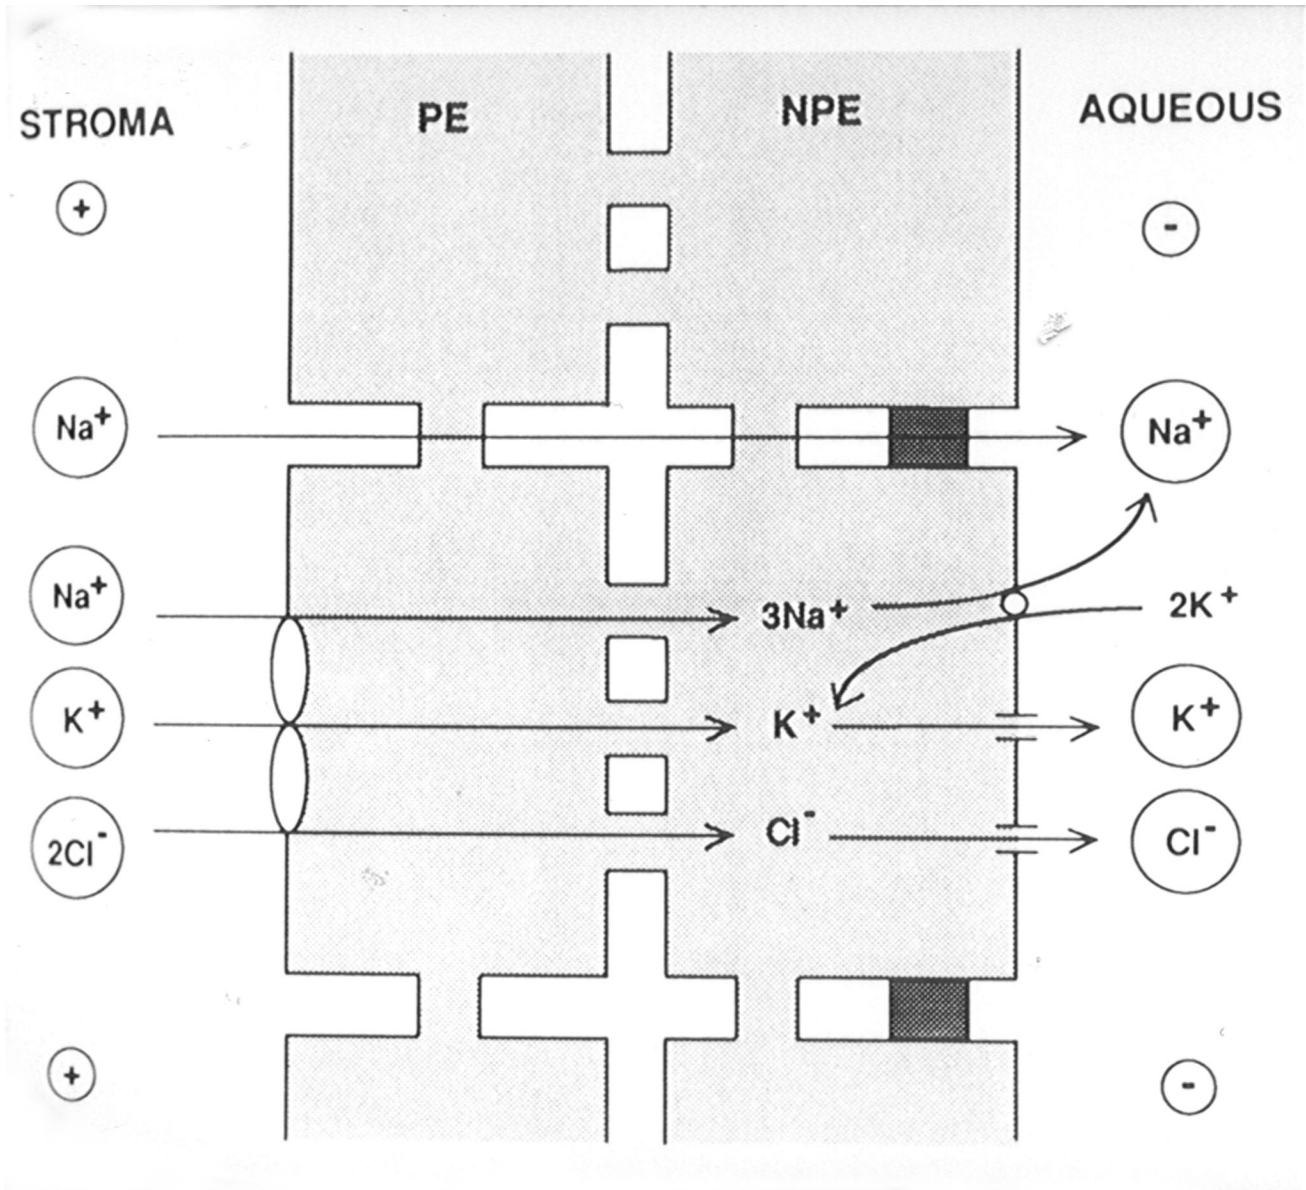 STROMA
PE
NPE
AQUEOUS
+
-
Na+
Na+
Na+
3Na+
2K+
K+
K+
K+
2Cl-
Cl-
Cl-
+
-